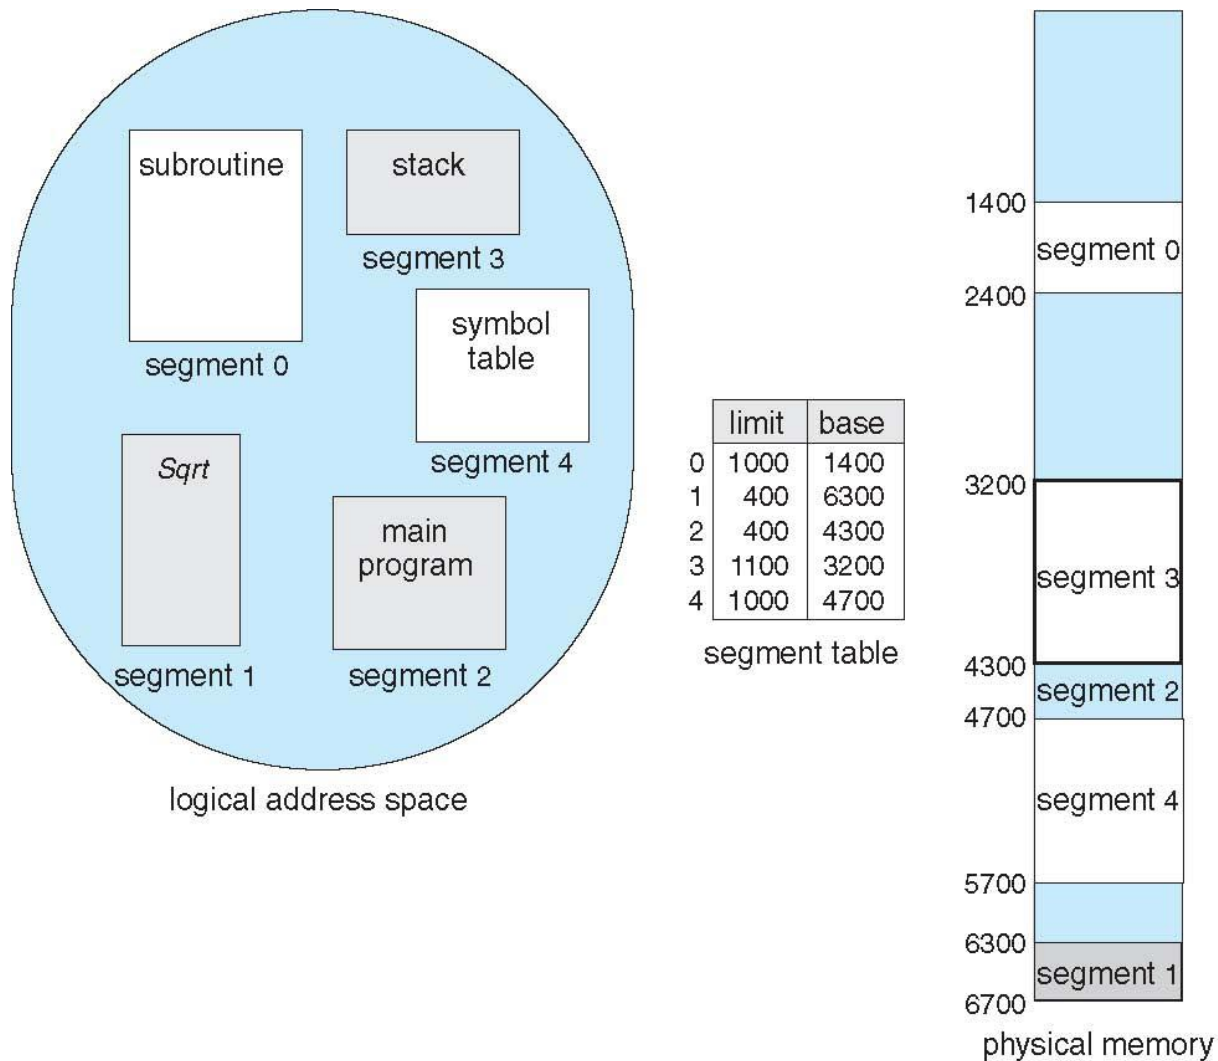 subroutine
segment 0
stack
segment 3
symbol
table
segment 4
Sqrt
segment 1
main
program
segment 2
logical address space
limit base
0 1000 1400
1 400 6300
2 400 4300
3 1100 3200
4 1000 4700
segment table
1400
segment 0
2400
3200
segment 3
4300
segment 2
4700
segment 4
5700
6300
segment 1
6700
physical memory